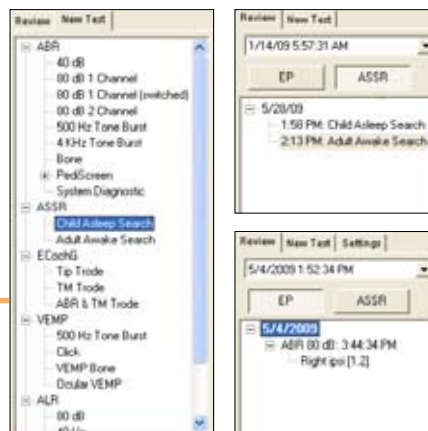 Review New Test
ABR
40 dB
80 dB 1 Channel
80 dB 1 Channel (switched)
80 dB 2 Channel
500 Hz Tone Burst
4 KHz Tone Burst
Bone
PediScreen
System Diagnostic
ASSR
Child Asleep Search
Adult Awake Search
ECochG
Tip Trode
TM Trode
ABR & TM Trode
VEMP
500 Hz Tone Burst
Click
VEMP Bone
Ocular VEMP
ALR
80 dB
Review New Test
1/14/09 5:57:31 AM
EP ASSR
5/28/09
1:58 PM: Child Asleep Search
2:13 PM: Adult Awake Search
Review New Test Settings
5/4/2009 1:52:34 PM
EP ASSR
5/4/2009
ABR 80 dB: 3:44:34 PM
Right ipsi [1.2]